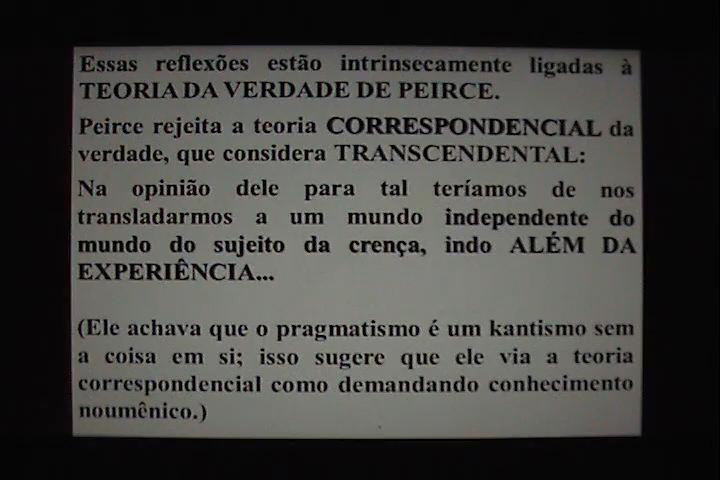 Essas reflexões estão intrinsecamente ligadas à
TEORIA DA VERDADE DE PEIRCE.
Peirce rejeita a teoria CORRESPONDENCIAL da
verdade, que considera TRANSCENDENTAL:
Na opinião dele para tal teríamos de nos
transladarmos a um mundo independente do
mundo do sujeito da crença, indo ALÉM DA
EXPERIÊNCIA...
(Ele achava que o pragmatismo é um kantismo sem
a coisa em si; isso sugere que ele via a teoria
correspondencial como demandando conhecimento
noumênico.)